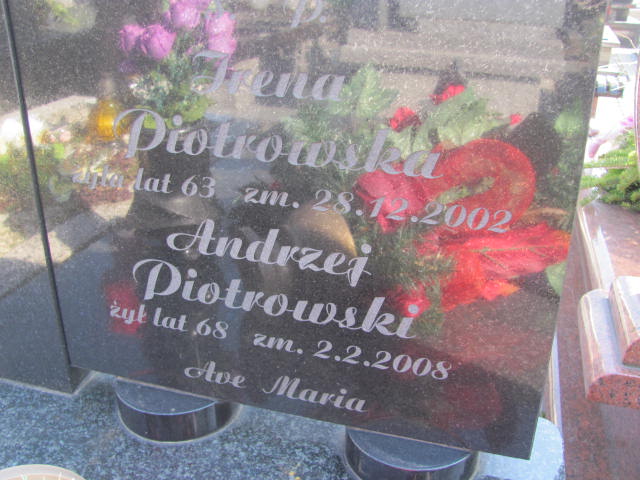 Ś. P.
Irena
Piotrowska
żyła lat 63 zm. 28.12.2002
Andrzej
Piotrowski
żył lat 68 zm. 2.2.2008
Ave Maria